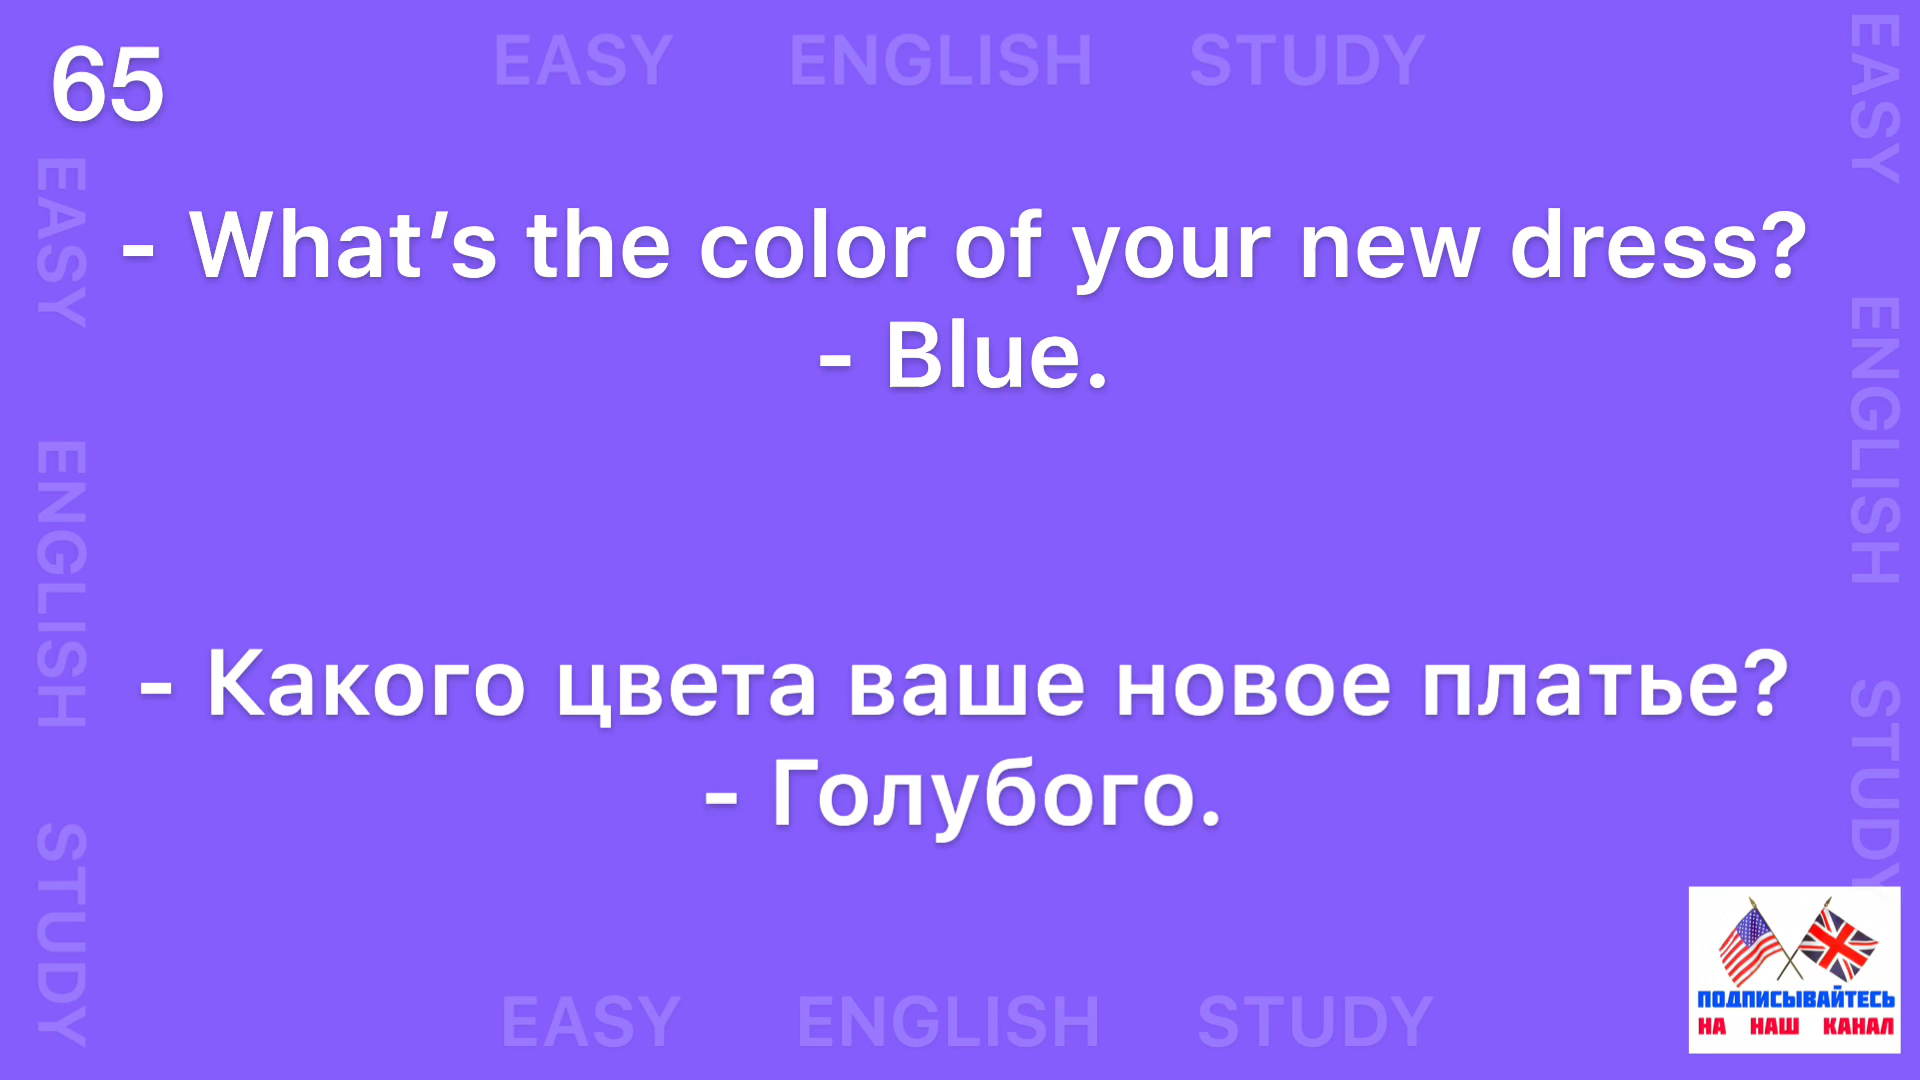 65
EASY ENGLISH STUDY
EASY ENGLISH STUDY
EASY ENGLISH STUDY
- What’s the color of your new dress?
- Blue.
- Какого цвета ваше новое платье?
- Голубого.
ПОДПИСЫВАЙТЕСЬ
НА НАШ КАНАЛ
EASY ENGLISH STUDY